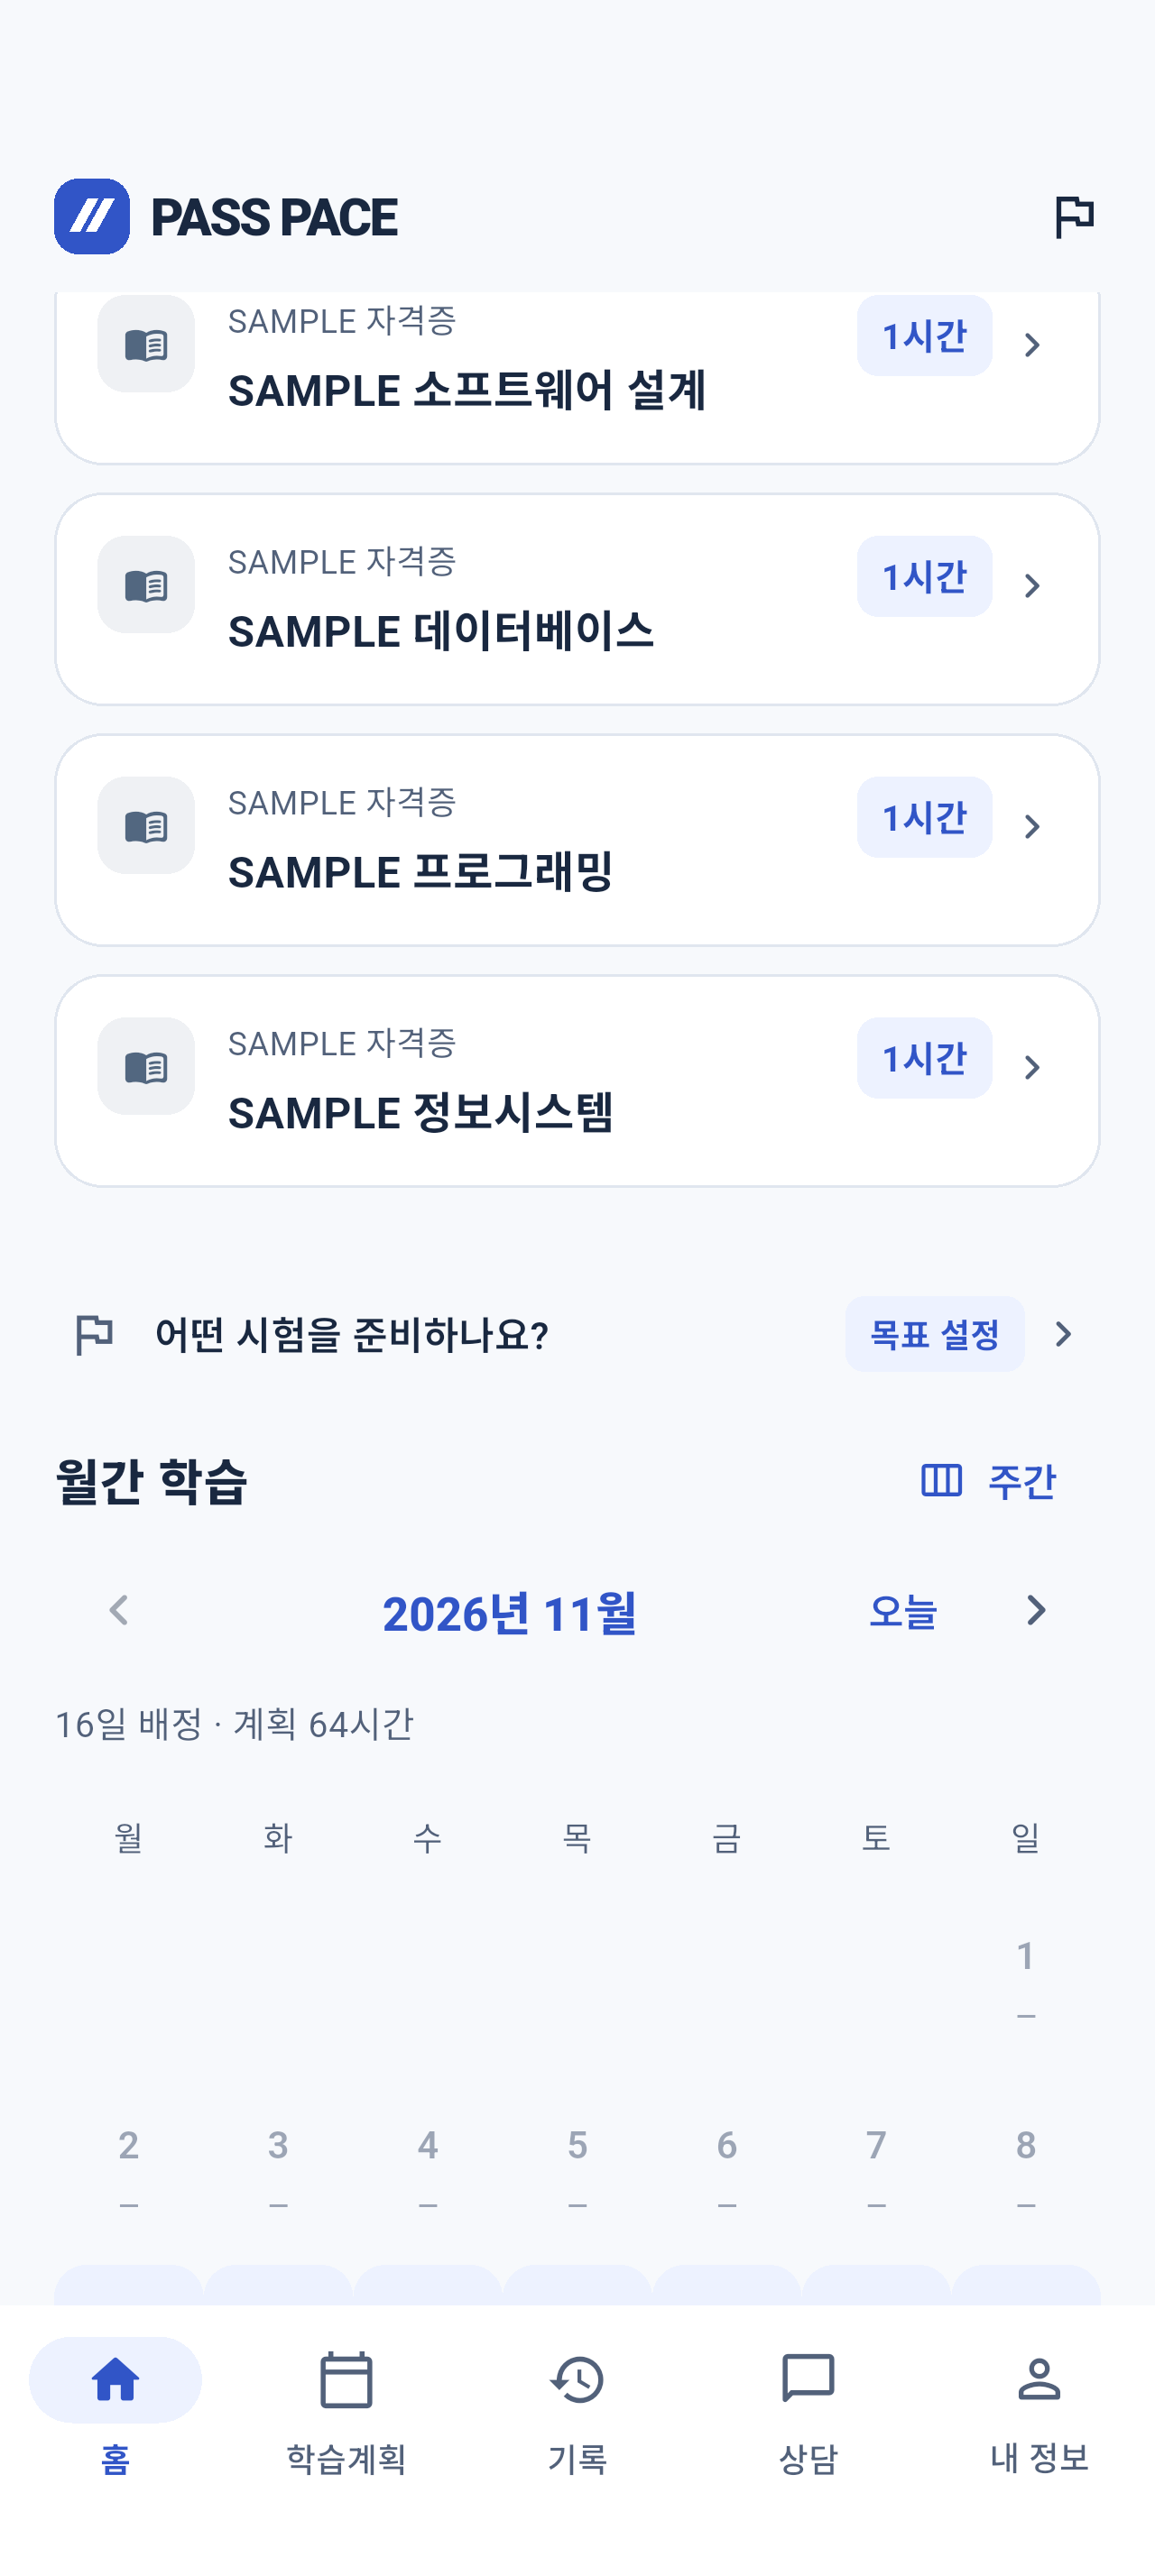 PASS PACE
SAMPLE 자격증
1시간
SAMPLE 소프트웨어 설계
SAMPLE 자격증
1시간
SAMPLE 데이터베이스
SAMPLE 자격증
1시간
SAMPLE 프로그래밍
SAMPLE 자격증
1시간
SAMPLE 정보시스템
어떤 시험을 준비하나요? 목표 설정
월간 학습 주간
2026년 11월 오늘
16일 배정 · 계획 64시간
월 화 수 목 금 토 일
1
–
2 3 4 5 6 7 8
– – – – – – –
홈 학습계획 기록 상담 내 정보